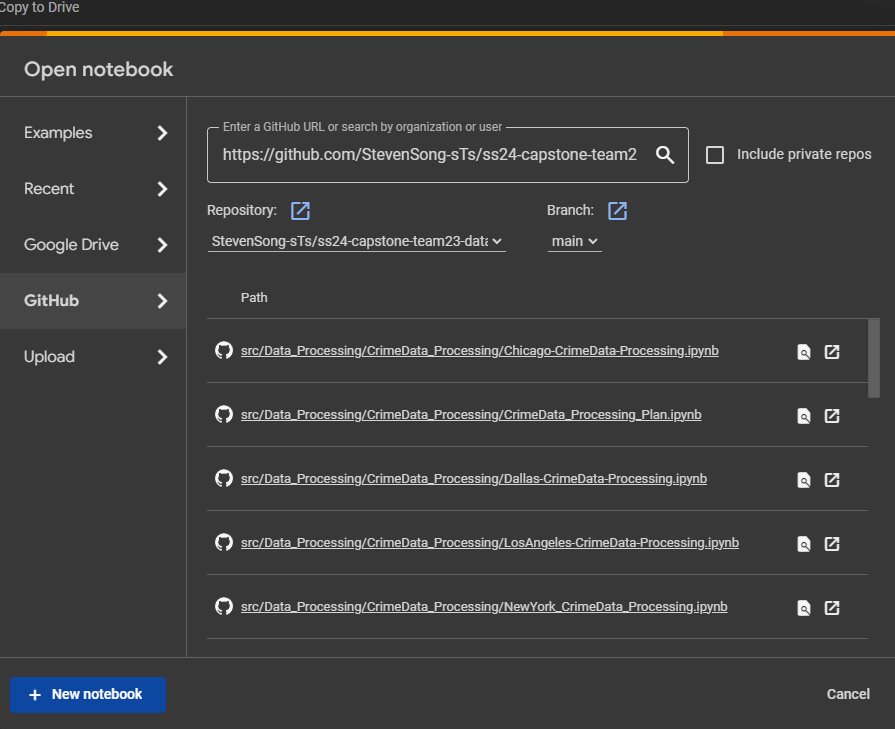 Copy to Drive
Open notebook
Examples
Recent
Google Drive
GitHub
Upload
Enter a GitHub URL or search by organization or user
https://github.com/StevenSong-sTs/ss24-capstone-team2
Include private repos
Repository:
Branch:
StevenSong-sTs/ss24-capstone-team23-data
main
Path
src/Data_Processing/CrimeData_Processing/Chicago-CrimeData-Processing.ipynb
src/Data_Processing/CrimeData_Processing/CrimeData_Processing_Plan.ipynb
src/Data_Processing/CrimeData_Processing/Dallas-CrimeData-Processing.ipynb
src/Data_Processing/CrimeData_Processing/LosAngeles-CrimeData-Processing.ipynb
src/Data_Processing/CrimeData_Processing/NewYork_CrimeData_Processing.ipynb
+ New notebook
Cancel